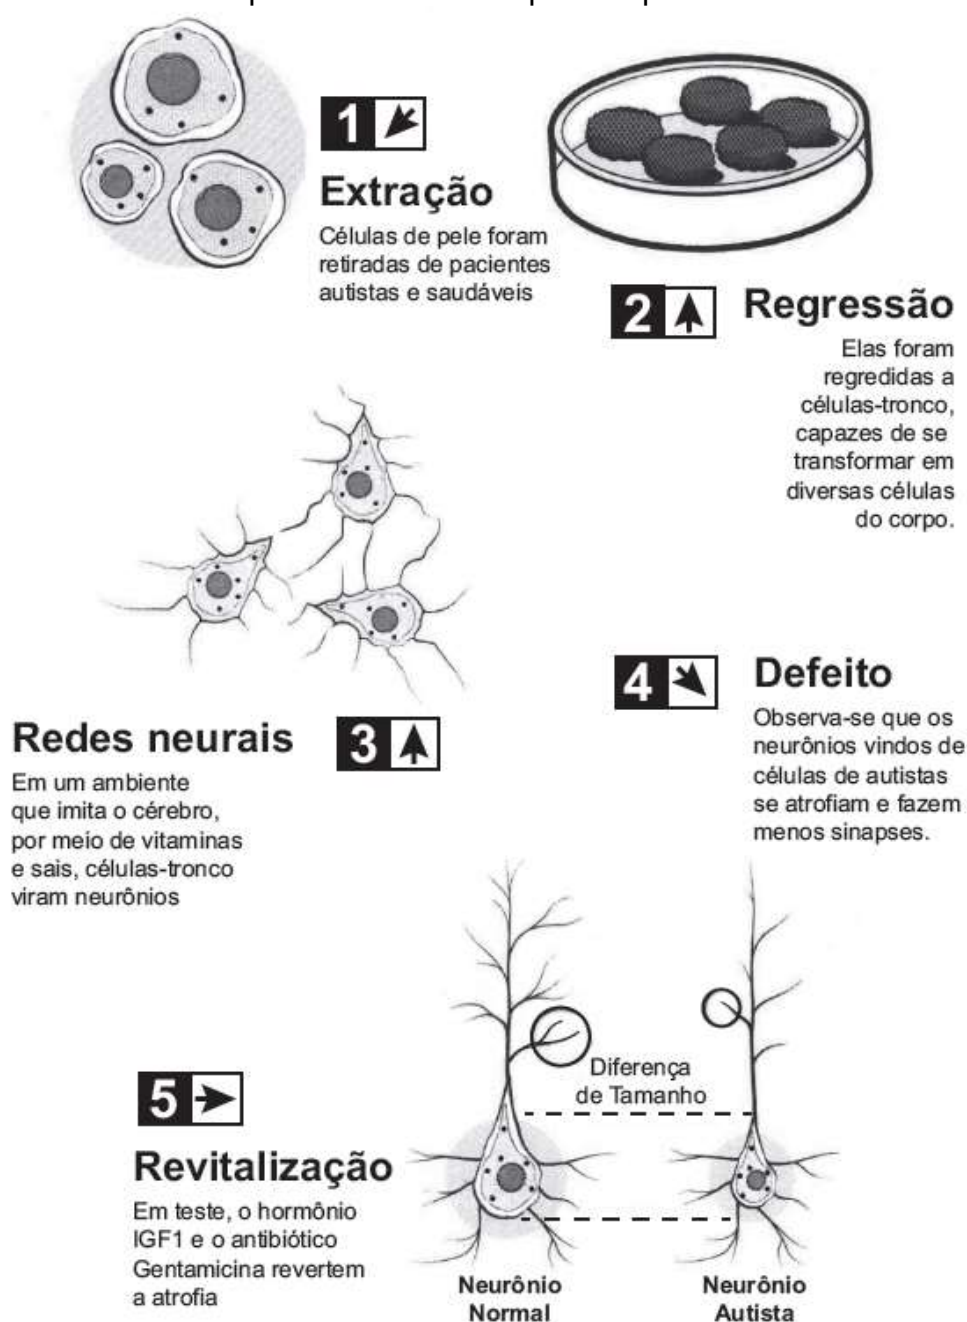 1
Extração
Células de pele foram
retiradas de pacientes
autistas e saudáveis
2
Regressão
Elas foram
regredidas a
células-tronco,
capazes de se
transformar em
diversas células
do corpo.
Redes neurais
3
Em um ambiente
que imita o cérebro,
por meio de vitaminas
e sais, células-tronco
viram neurônios
4
Defeito
Observa-se que os
neurônios vindos de
células de autistas
se atrofiam e fazem
menos sinapses.
5
Revitalização
Em teste, o hormônio
IGF1 e o antibiótico
Gentamicina revertem
a atrofia
Diferença
de Tamanho
Neurônio
Normal
Neurônio
Autista